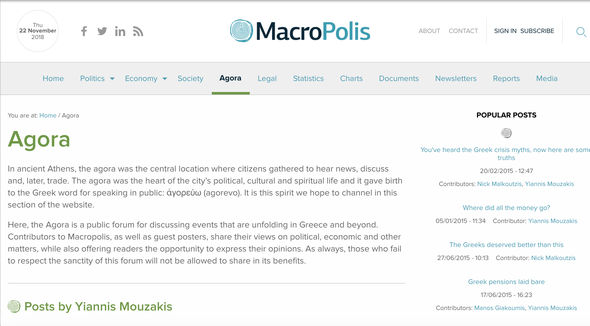 Thu
22 November
2018
MacroPolis
ABOUT CONTACT SIGN IN SUBSCRIBE
Home Politics Economy Society Agora Legal Statistics Charts Documents Newsletters Reports Media
You are at: Home / Agora
Agora
In ancient Athens, the agora was the central location where citizens gathered to hear news, discuss
and, later, trade. The agora was the heart of the city's political, cultural and spiritual life and it gave birth
to the Greek word for speaking in public: ἀγορεύω (agorevo). It is this spirit we hope to channel in this
section of the website.
Here, the Agora is a public forum for discussing events that are unfolding in Greece and beyond.
Contributors to Macropolis, as well as guest posters, share their views on political, economic and other
matters, while also offering readers the opportunity to express their opinions. As always, those who fail
to respect the sanctity of this forum will not be allowed to share in its benefits.
Posts by Yiannis Mouzakis
POPULAR POSTS
You've heard the Greek crisis myths, now here are some
truths
20/02/2015 - 12:47
Contributors: Nick Malkoutzis, Yiannis Mouzakis
Where did all the money go?
05/01/2015 - 11:34 Contributor: Yiannis Mouzakis
The Greeks deserved better than this
27/06/2015 - 10:13 Contributor: Nick Malkoutzis
Greek pensions laid bare
17/06/2015 - 16:23
Contributors: Manos Giakoumis, Yiannis Mouzakis